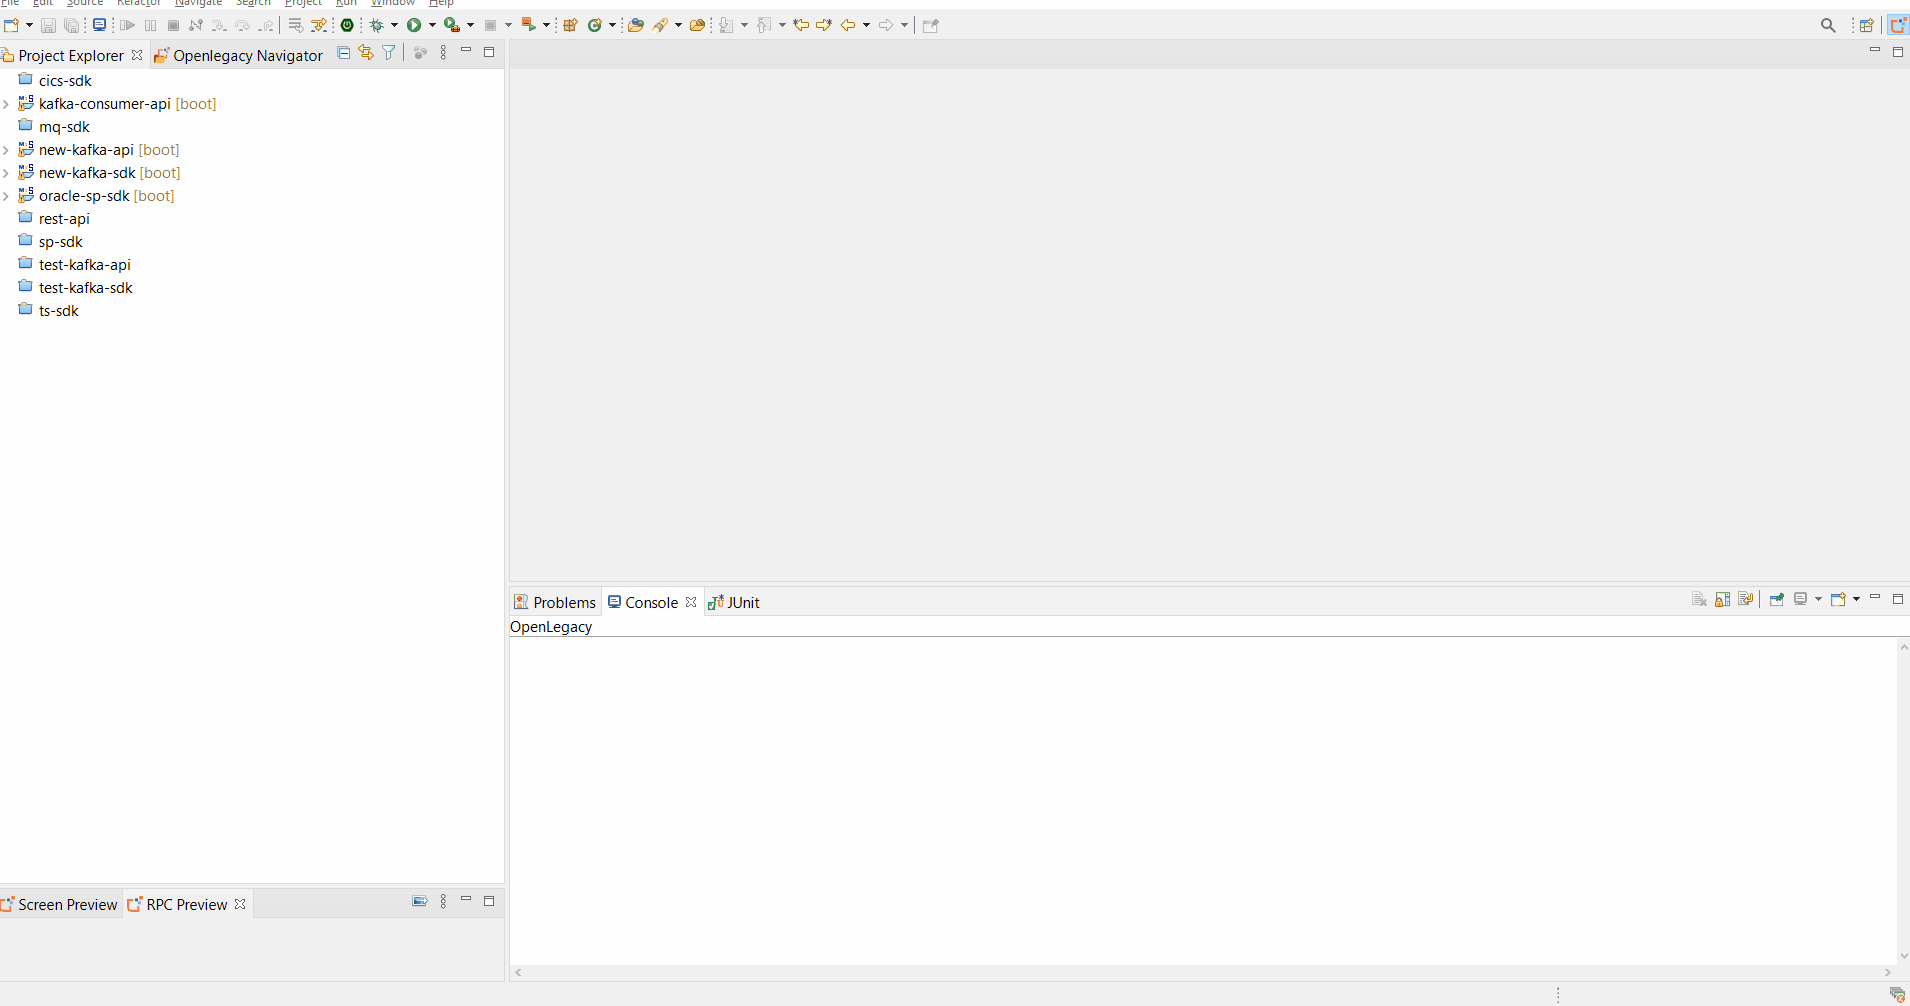 File Edit Source Refactor Navigate Search Project Run Window Help
Project Explorer Openlegacy Navigator
cics-sdk
kafka-consumer-api [boot]
mq-sdk
new-kafka-api [boot]
new-kafka-sdk [boot]
oracle-sp-sdk [boot]
rest-api
sp-sdk
test-kafka-api
test-kafka-sdk
ts-sdk
Problems Console JUnit
OpenLegacy
Screen Preview RPC Preview